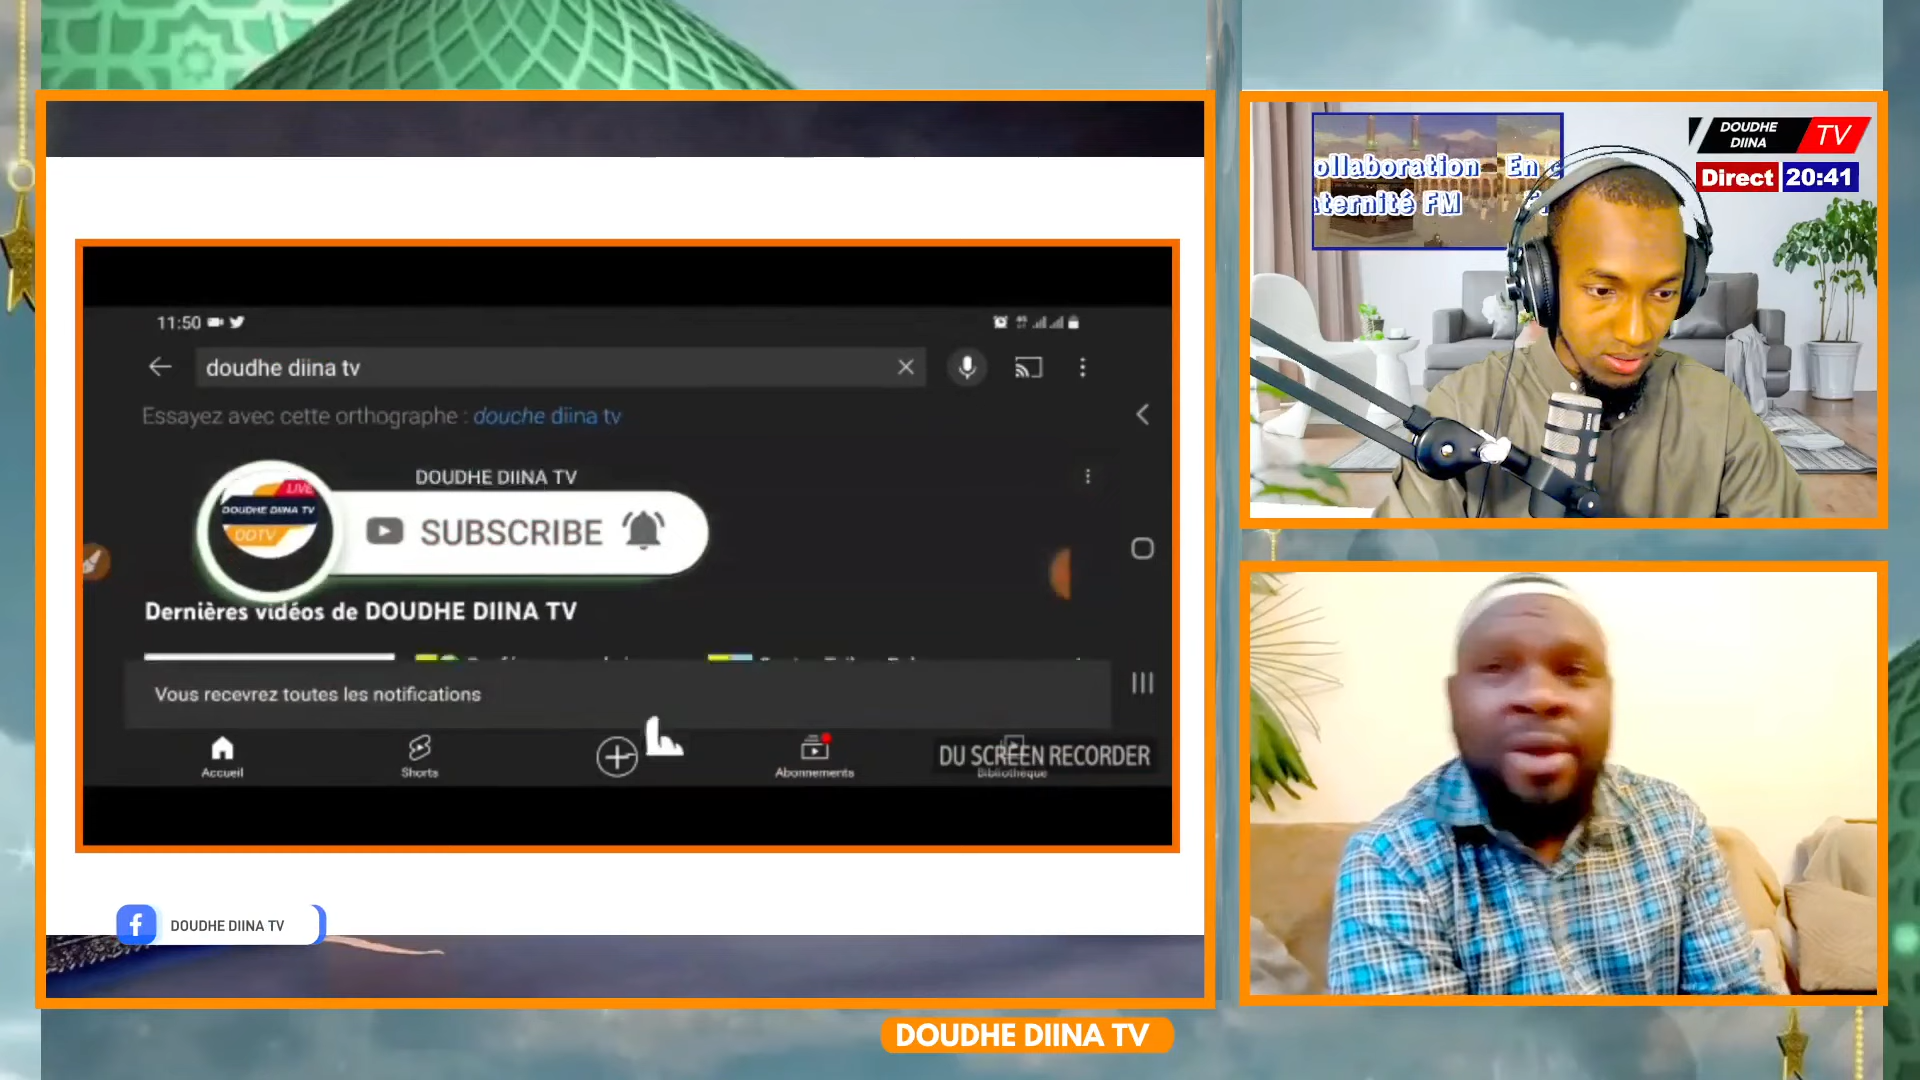 11:50
doudhe diina tv
Essayez avec cette orthographe : douche diina tv
DOUDHE DIINA TV
LIVE
DOUDHE DIINA TV
DDTV
SUBSCRIBE
Dernières vidéos de DOUDHE DIINA TV
Vous recevrez toutes les notifications
Accueil
Shorts
Abonnements
Bibliothèque
DU SCREEN RECORDER
DOUDHE DIINA TV
ollaboration En
aternité FM
DOUDHE
DIINA
TV
Direct 20:41
DOUDHE DIINA TV